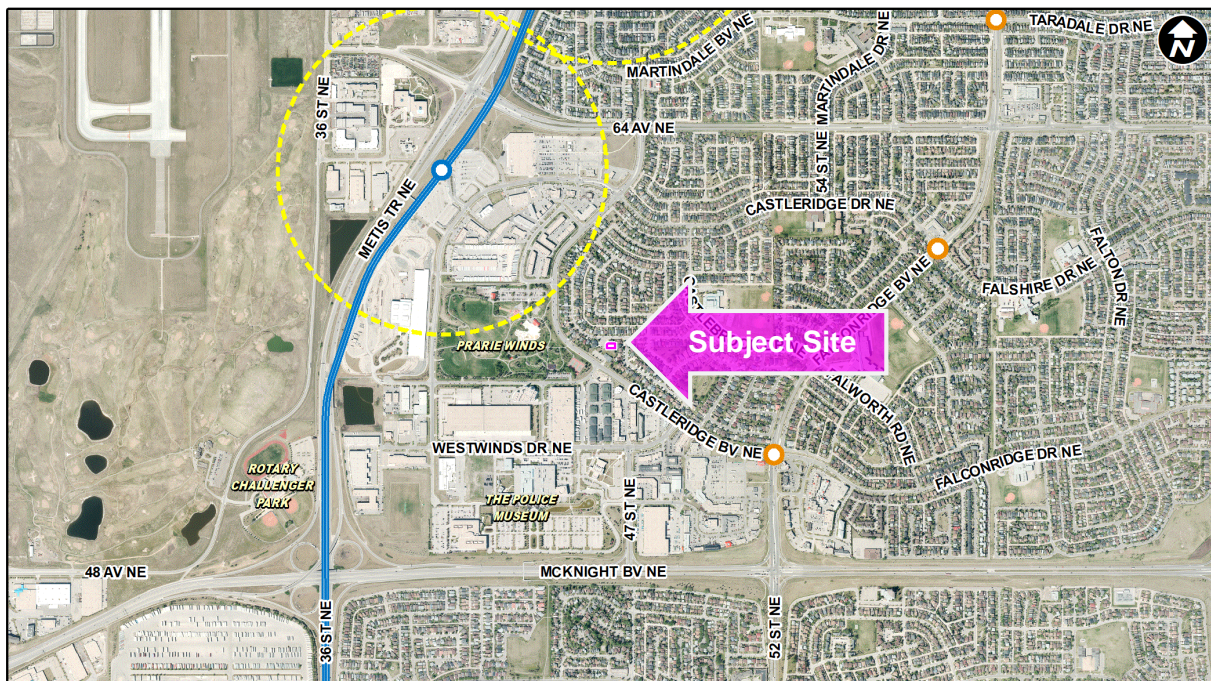 TARADALE DR NE
N
MARTINDALE BV NE
MARTINDALE DR NE
36 ST NE
64 AV NE
54 ST NE
CASTLERIDGE DR NE
METIS TR NE
FALTON DR NE
FALSHIRE DR NE
FALCONRIDGE BV NE
Subject Site
PRARIE WINDS
CASTLERIDGE BV NE
WESTWINDS DR NE
FALCONRIDGE DR NE
ROTARY
CHALLENGER
PARK
THE POLICE
MUSEUM
47 ST NE
48 AV NE
MCKNIGHT BV NE
36 ST NE
52 ST NE